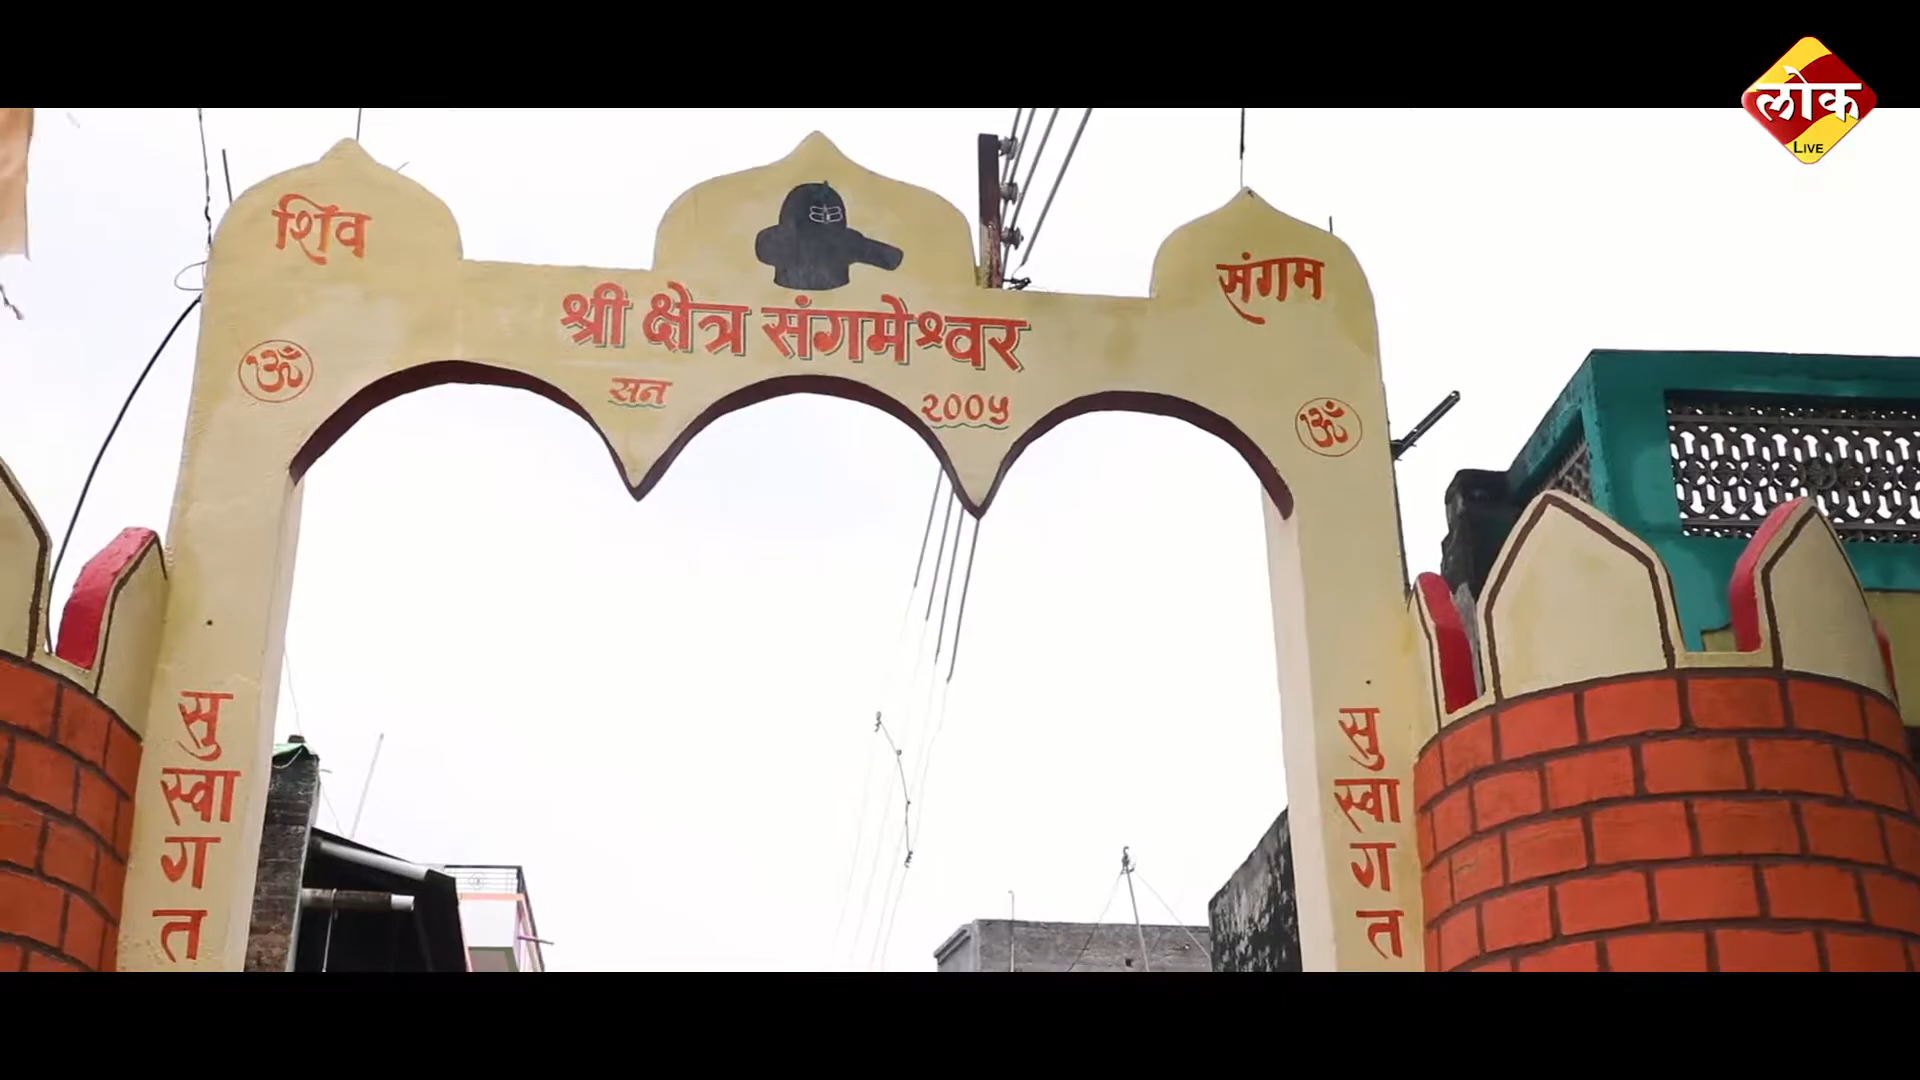 लोक
LIVE
शिव
संगम
श्री क्षेत्र संगमेश्वर
सन २००५
ॐ
ॐ
सु
स्वा
ग
त
सु
स्वा
ग
त